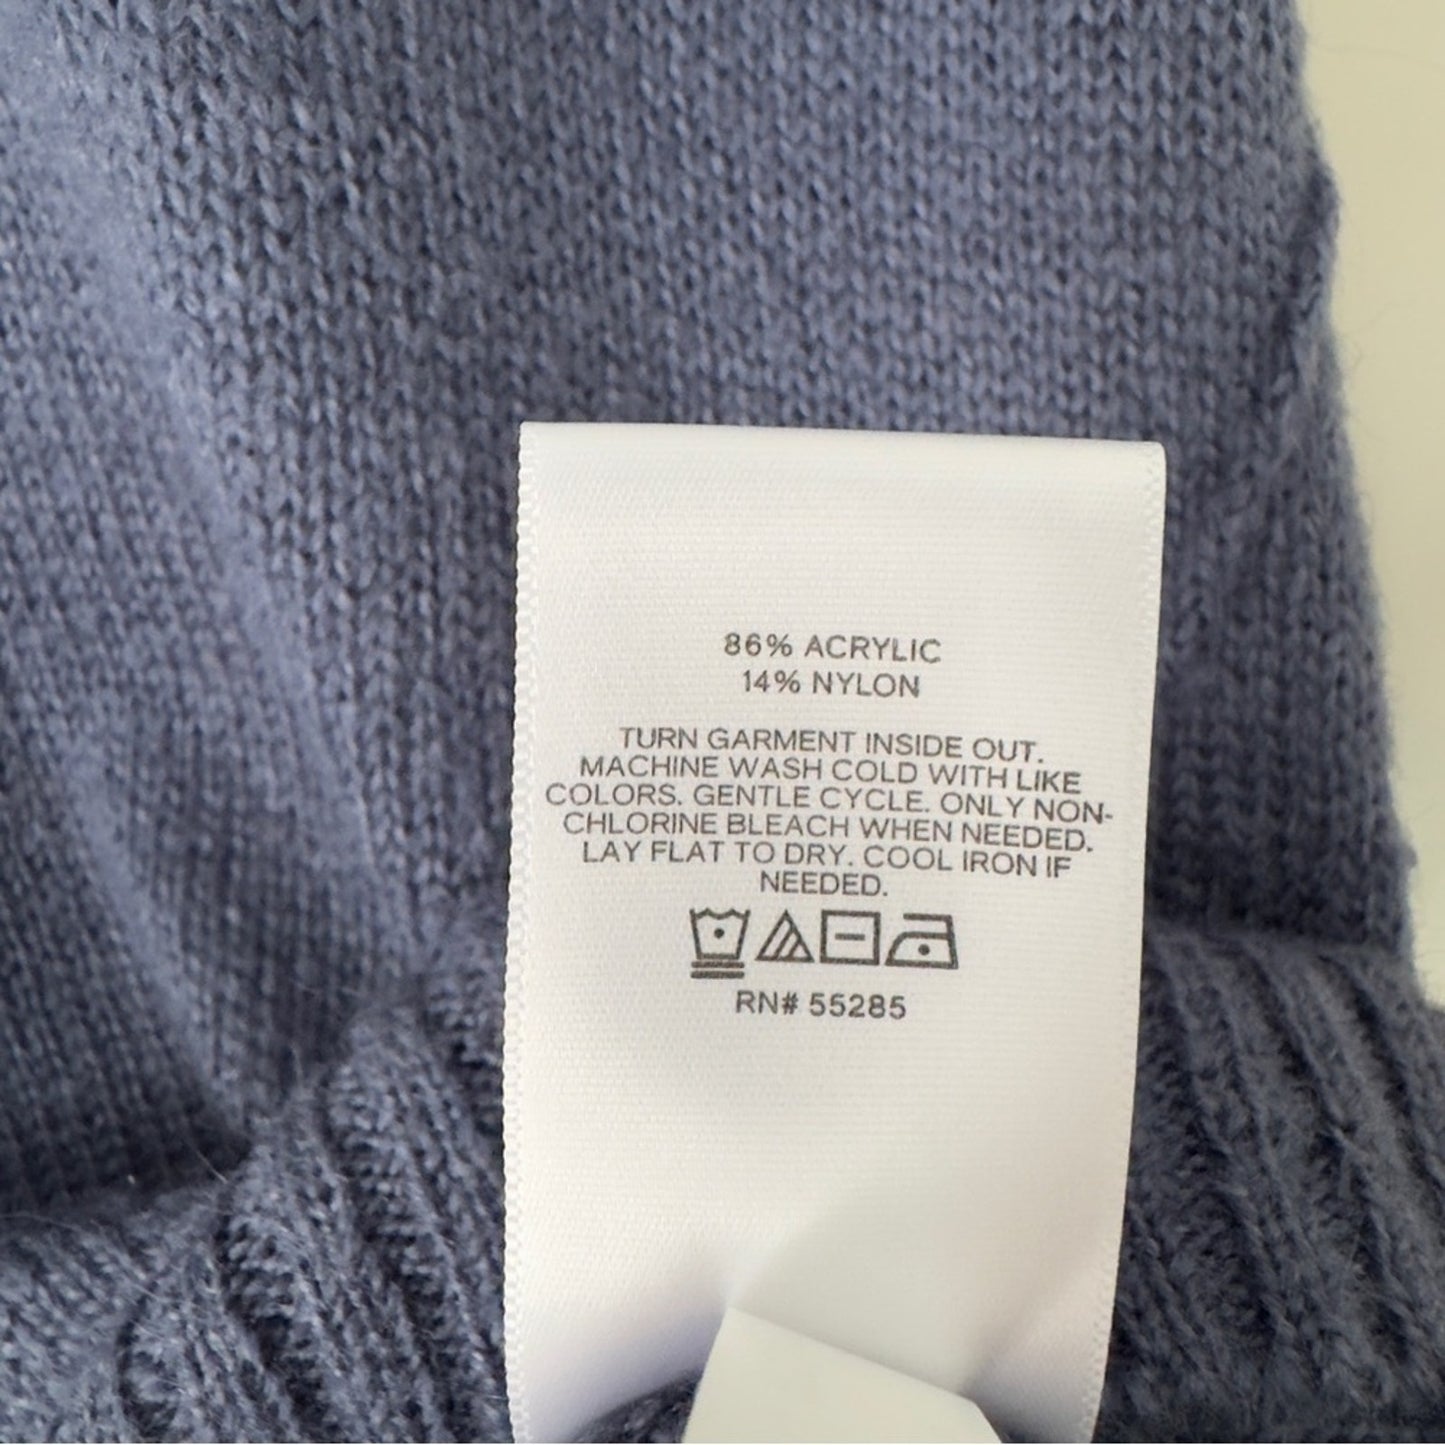 86% ACRYLIC
14% NYLON
TURN GARMENT INSIDE OUT.
MACHINE WASH COLD WITH LIKE
COLORS. GENTLE CYCLE. ONLY NON-
CHLORINE BLEACH WHEN NEEDED.
LAY FLAT TO DRY. COOL IRON IF
NEEDED.
RN# 55285